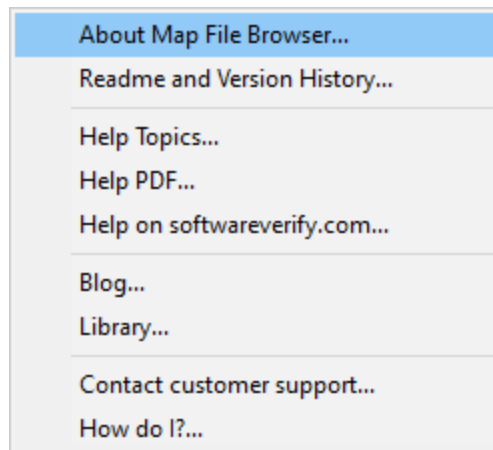 About Map File Browser...
Readme and Version History...
Help Topics...
Help PDF...
Help on softwareverify.com...
Blog...
Library...
Contact customer support...
How do I?...